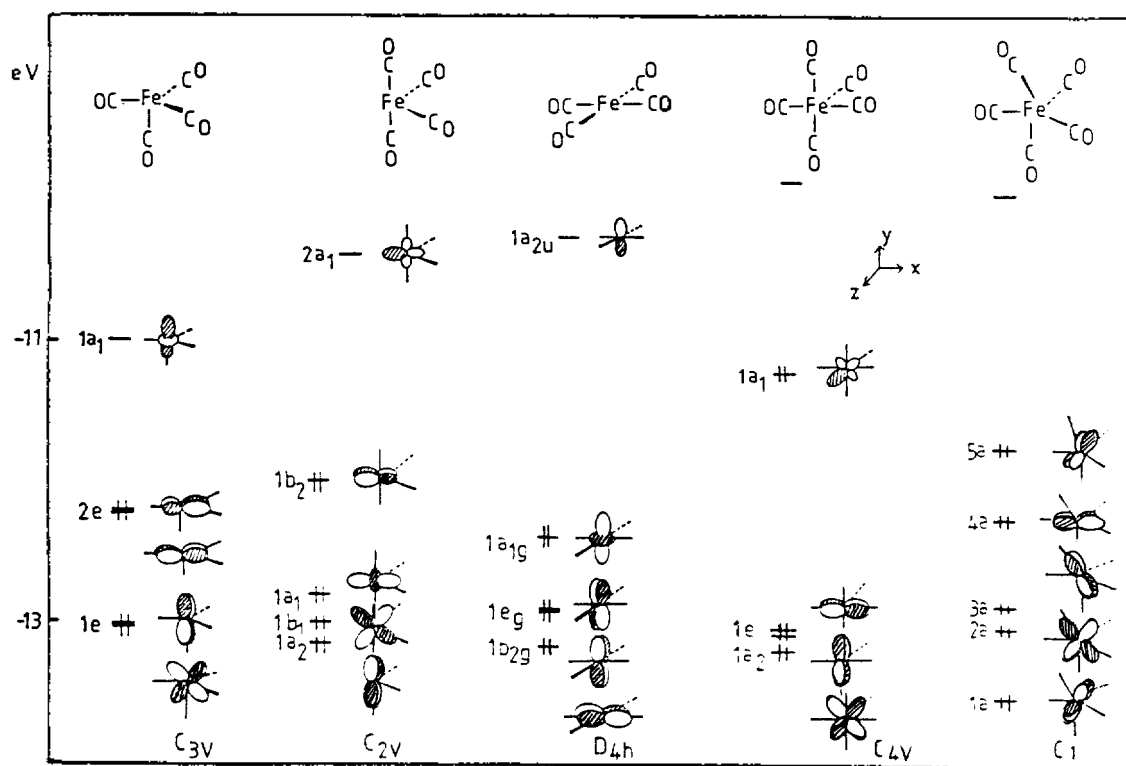 eV
-11
-13
CO
OC Fe
CO
C
O
1a₁
2e
1e
C₃ᵥ
O
C
CO
Fe
CO
C
O
2a₁
1b₂
1a₁
1b₁
1a₂
C₂ᵥ
CO
OC Fe CO
OC
1a₂ᵤ
1a₁g
1e_g
1b₂g
D₄ₕ
O
C
CO
OC Fe CO
C
O
1a₁
1e
1a₂
C₄ᵥ
O
C
CO
OC Fe
CO
C
O
y
x
z
5a
4a
3a
2a
1a
C₁